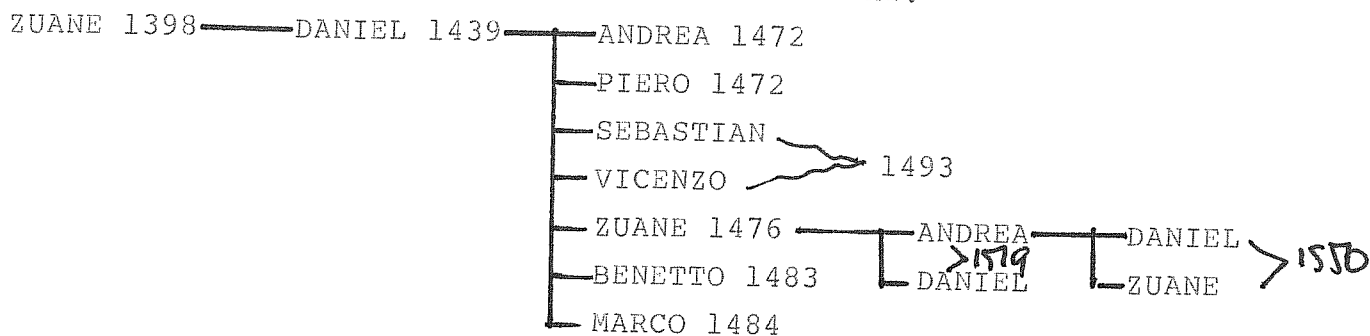 ZUANE 1398 DANIEL 1439 ANDREA 1472
PIERO 1472
SEBASTIAN
1493
VICENZO
ZUANE 1476 ANDREA DANIEL
1550
BENETTO 1483 DANIEL ZUANE
MARCO 1484